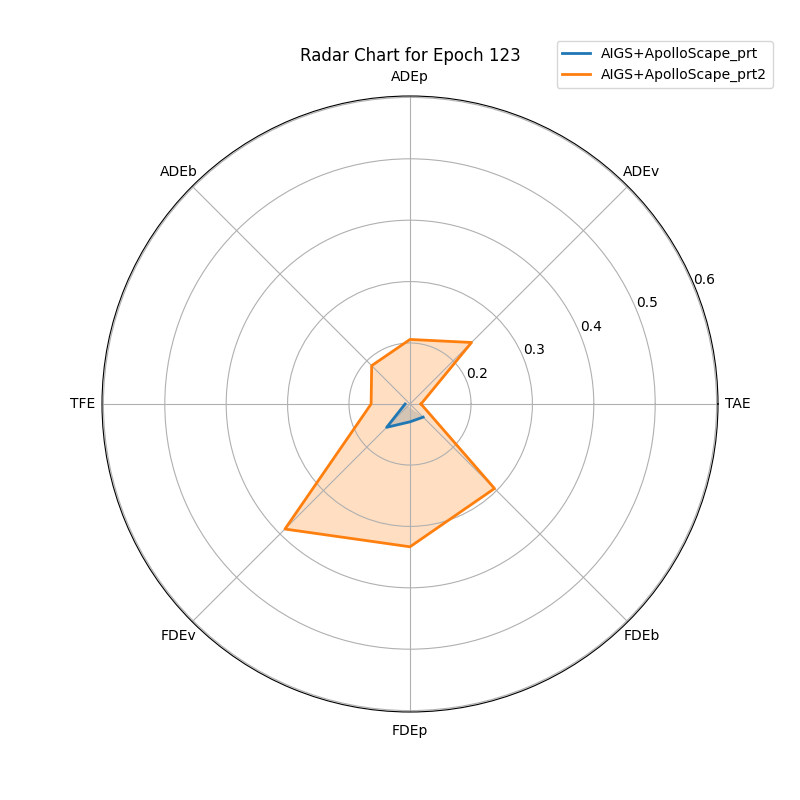 Radar Chart for Epoch 123
AIGS+ApolloScape_prt
AIGS+ApolloScape_prt2
ADEp
ADEb
ADEv
0.6
0.5
0.4
0.3
0.2
TFE
TAE
FDEv
FDEb
FDEp